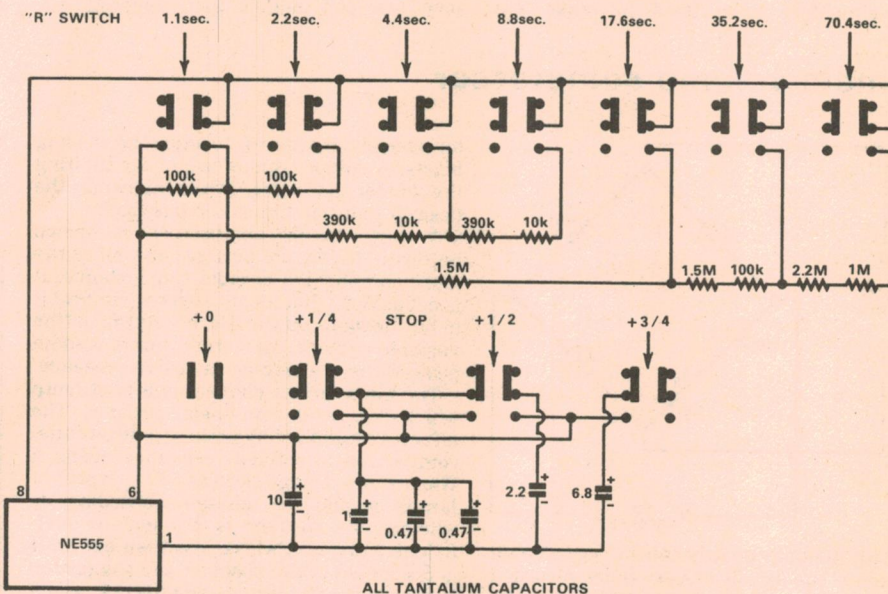 "R" SWITCH 1.1sec. 2.2sec. 4.4sec. 8.8sec. 17.6sec. 35.2sec. 70.4sec.
100k 100k
390k 10k 390k 10k
1.5M 1.5M 100k 2.2M 1M
+0 +1/4 STOP +1/2 +3/4
8 6
10 + - 1 + - 0.47 + - 0.47 + - 2.2 + - 6.8 + -
NE555 1
ALL TANTALUM CAPACITORS